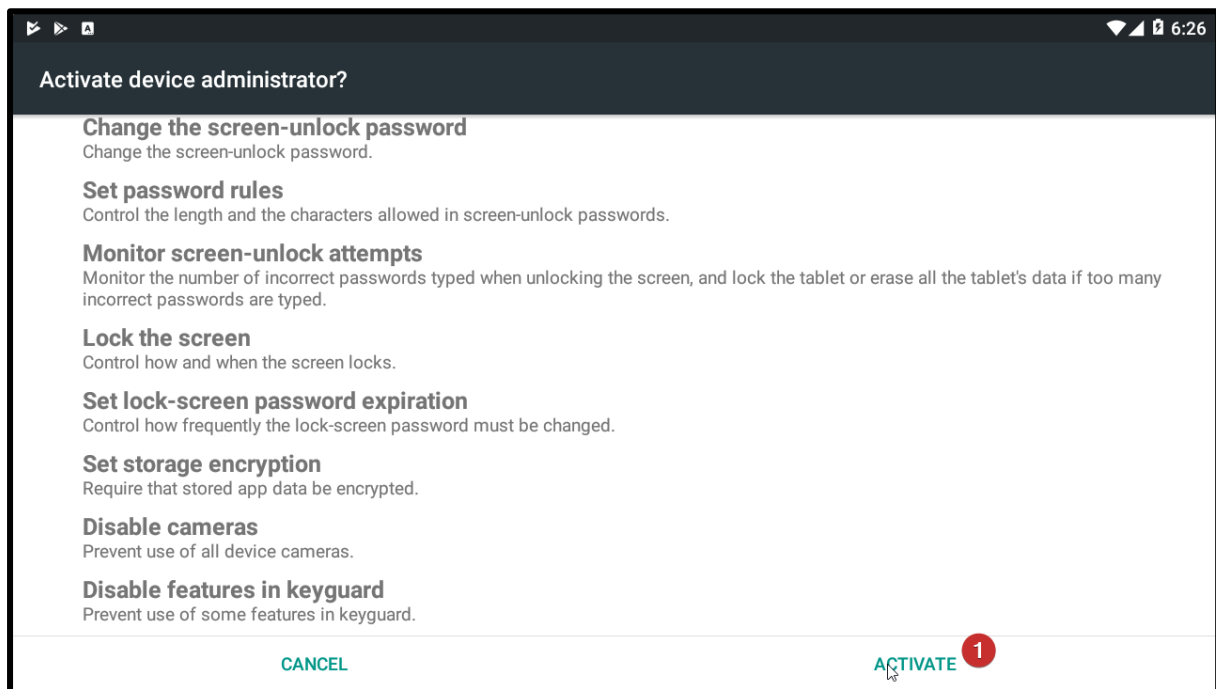 6:26
Activate device administrator?
Change the screen-unlock password
Change the screen-unlock password.
Set password rules
Control the length and the characters allowed in screen-unlock passwords.
Monitor screen-unlock attempts
Monitor the number of incorrect passwords typed when unlocking the screen, and lock the tablet or erase all the tablet's data if too many
incorrect passwords are typed.
Lock the screen
Control how and when the screen locks.
Set lock-screen password expiration
Control how frequently the lock-screen password must be changed.
Set storage encryption
Require that stored app data be encrypted.
Disable cameras
Prevent use of all device cameras.
Disable features in keyguard
Prevent use of some features in keyguard.
CANCEL
ACTIVATE 1